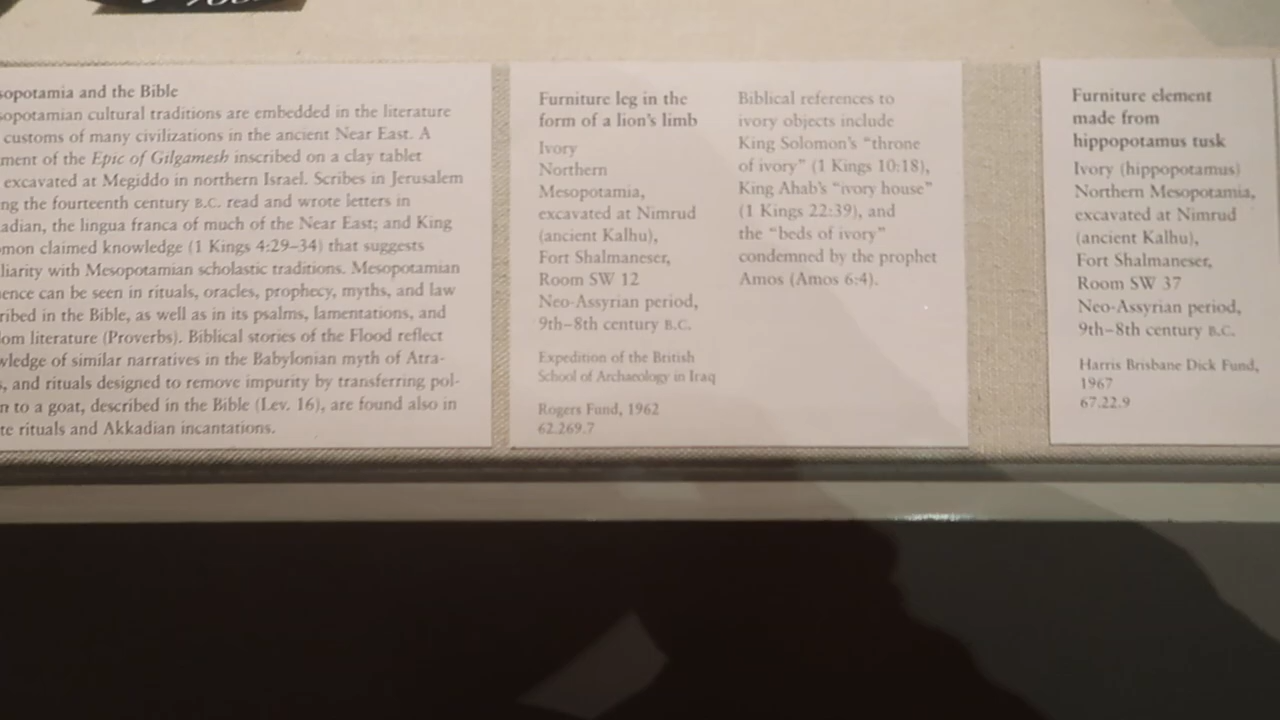 sopotamia and the Bible
sopotamian cultural traditions are embedded in the literature
customs of many civilizations in the ancient Near East. A
ment of the Epic of Gilgamesh inscribed on a clay tablet
excavated at Megiddo in northern Israel. Scribes in Jerusalem
ng the fourteenth century B.C. read and wrote letters in
adian, the lingua franca of much of the Near East; and King
mon claimed knowledge (1 Kings 4:29–34) that suggests
liarity with Mesopotamian scholastic traditions. Mesopotamian
ence can be seen in rituals, oracles, prophecy, myths, and law
ribed in the Bible, as well as in its psalms, lamentations, and
om literature (Proverbs). Biblical stories of the Flood reflect
wledge of similar narratives in the Babylonian myth of Atra-
s, and rituals designed to remove impurity by transferring pol-
n to a goat, described in the Bible (Lev. 16), are found also in
te rituals and Akkadian incantations.
Furniture leg in the
form of a lion's limb
Ivory
Northern
Mesopotamia,
excavated at Nimrud
(ancient Kalhu),
Fort Shalmaneser,
Room SW 12
Neo-Assyrian period,
9th–8th century B.C.
Expedition of the British
School of Archaeology in Iraq
Rogers Fund, 1962
62.269.7
Biblical references to
ivory objects include
King Solomon's "throne
of ivory" (1 Kings 10:18),
King Ahab's "ivory house"
(1 Kings 22:39), and
the "beds of ivory"
condemned by the prophet
Amos (Amos 6:4).
Furniture element
made from
hippopotamus tusk
Ivory (hippopotamus)
Northern Mesopotamia,
excavated at Nimrud
(ancient Kalhu),
Fort Shalmaneser,
Room SW 37
Neo-Assyrian period,
9th–8th century B.C.
Harris Brisbane Dick Fund,
1967
67.22.9